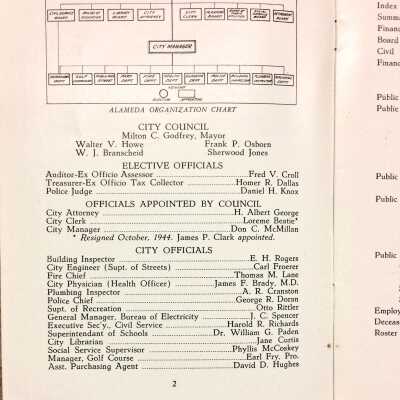 CITY
CLERK
CITY MANAGER
ALAMEDA ORGANIZATION CHART
CITY COUNCIL
Milton C. Godfrey, Mayor
Walter V. Howe Frank P. Osborn
W. J. Branscheid Sherwood Jones
ELECTIVE OFFICIALS
Auditor-Ex Officio Assessor Fred V. Croll
Treasurer-Ex Officio Tax Collector Homer R. Dallas
Police Judge Daniel H. Knox
OFFICIALS APPOINTED BY COUNCIL
City Attorney H. Albert George
City Clerk Lorene Beatie*
City Manager Don C. McMillan
* Resigned October, 1944. James P. Clark appointed.
CITY OFFICIALS
Building Inspector E. H. Rogers
City Engineer (Supt. of Streets) Carl Froerer
Fire Chief Thomas M. Lane
City Physician (Health Officer) James F. Brady, M.D.
Plumbing Inspector A. R. Cranston
Police Chief George R. Doran
Supt. of Recreation Otto Rittler
General Manager, Bureau of Electricity J. C. Spencer
Executive Sec'y., Civil Service Harold R. Richards
Superintendant of Schools Dr. William G. Paden
City Librarian Jane Curtis
Social Service Supervisor Phyllis McCoskey
Manager, Golf Course Earl Fry, Pro.
Asst. Purchasing Agent David D. Hughes
2
Index
Summa
Financ
Board
Civil
Financ
Public
Public
Public
Public
Public
Employ
Deceas
Roster